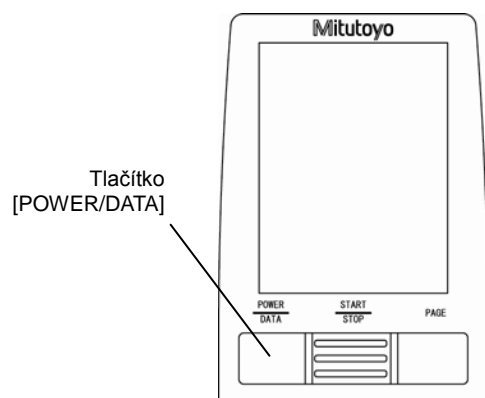 Mitutoyo
Tlačítko
[POWER/DATA]
POWER
DATA
START
STOP
PAGE